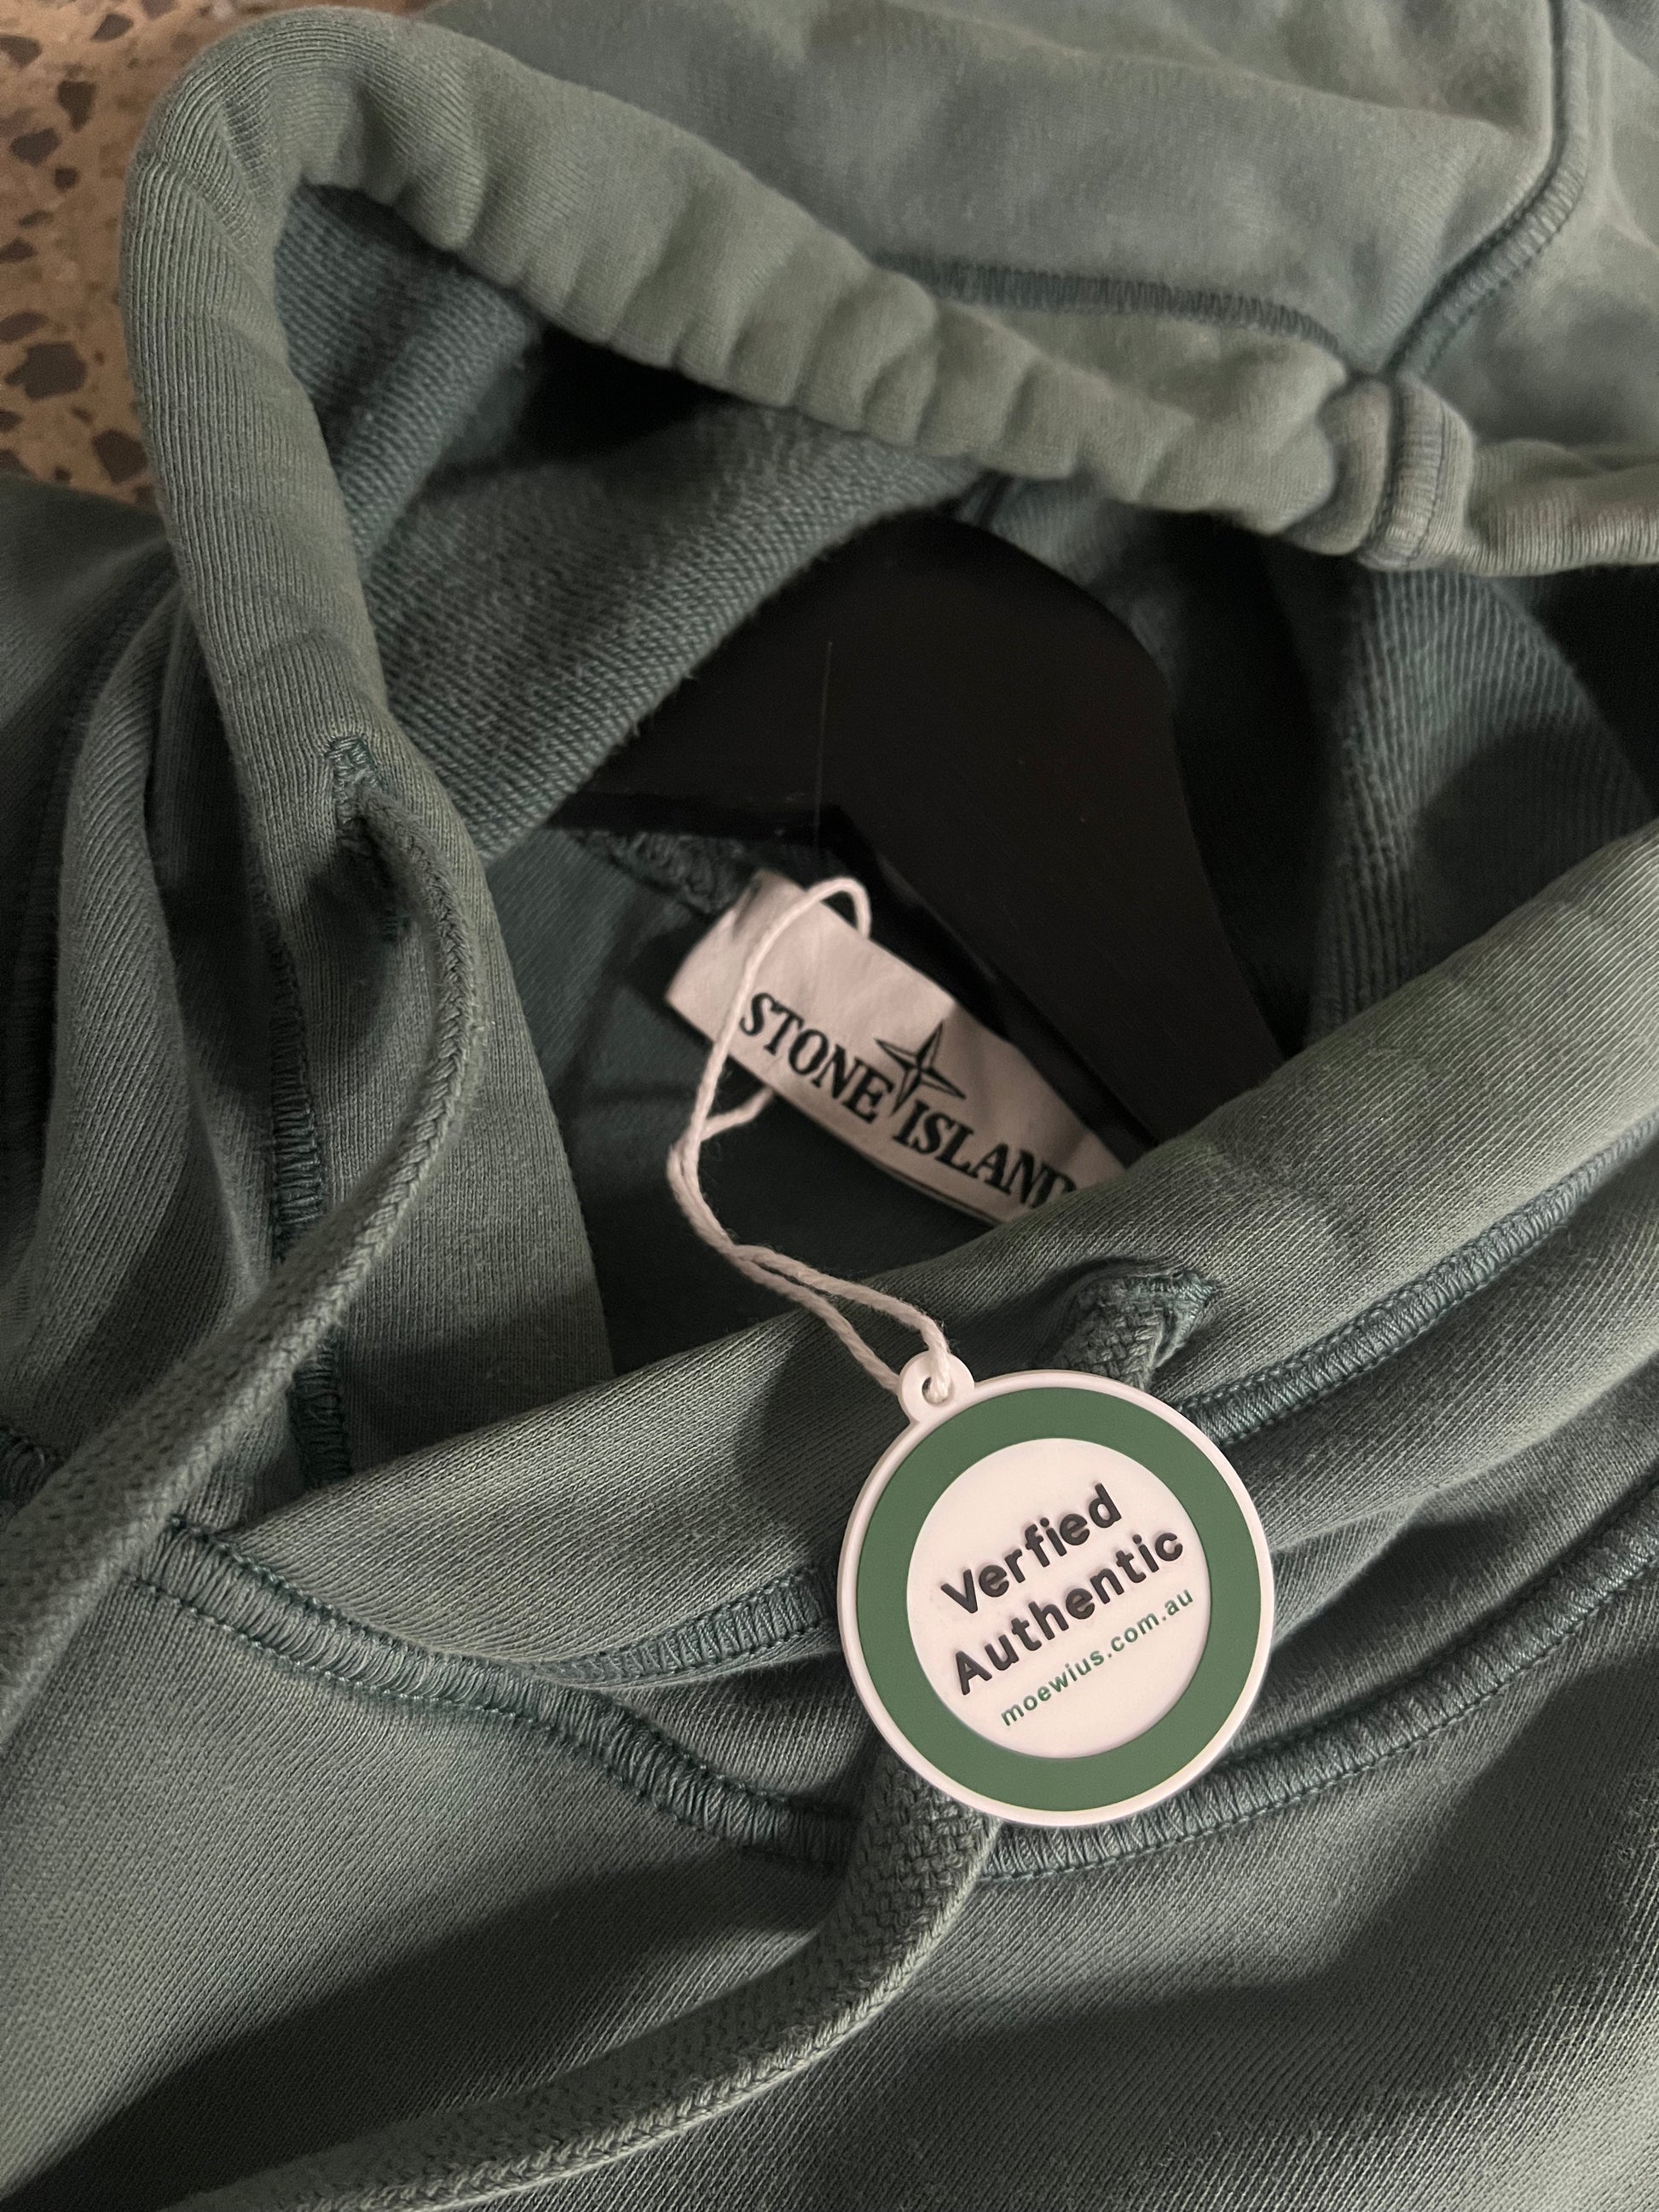 STONE ISLAND
Verfied
Authentic
moewius.com.au